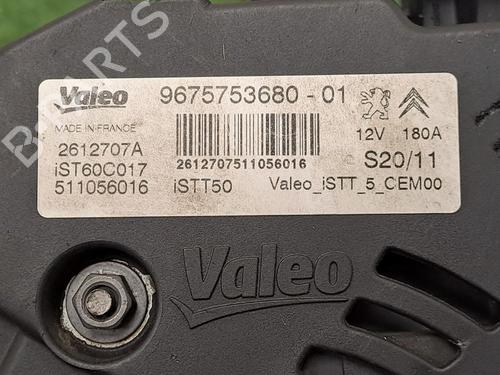 Valeo 9675753680 - 01
MADE IN FRANCE 12V 180A
2612707A
iST60C017 2612707511056016 S20/11
511056016 iSTT50 Valeo_iSTT_5_CEM00
Valeo